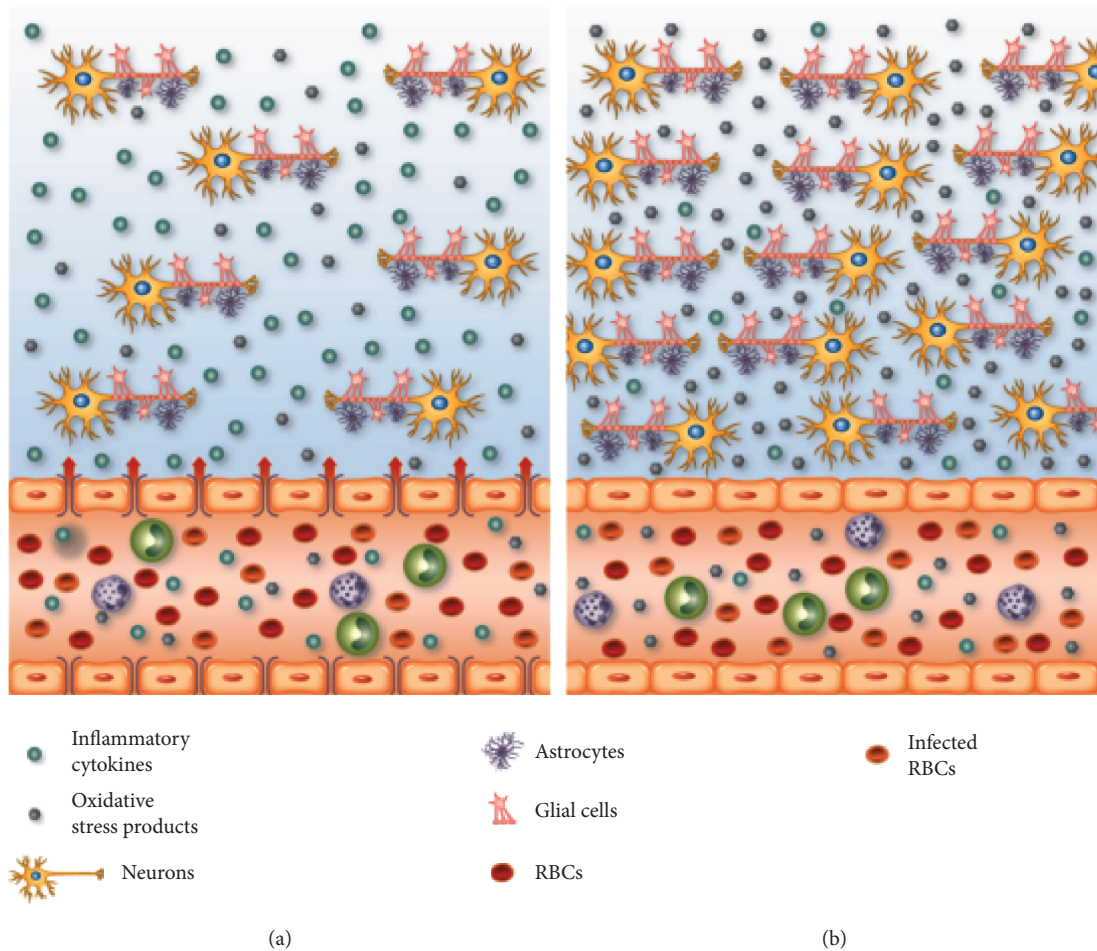 Inflammatory
cytokines
Oxidative
stress products
Neurons
Astrocytes
Glial cells
RBCs
Infected
RBCs
(a)
(b)